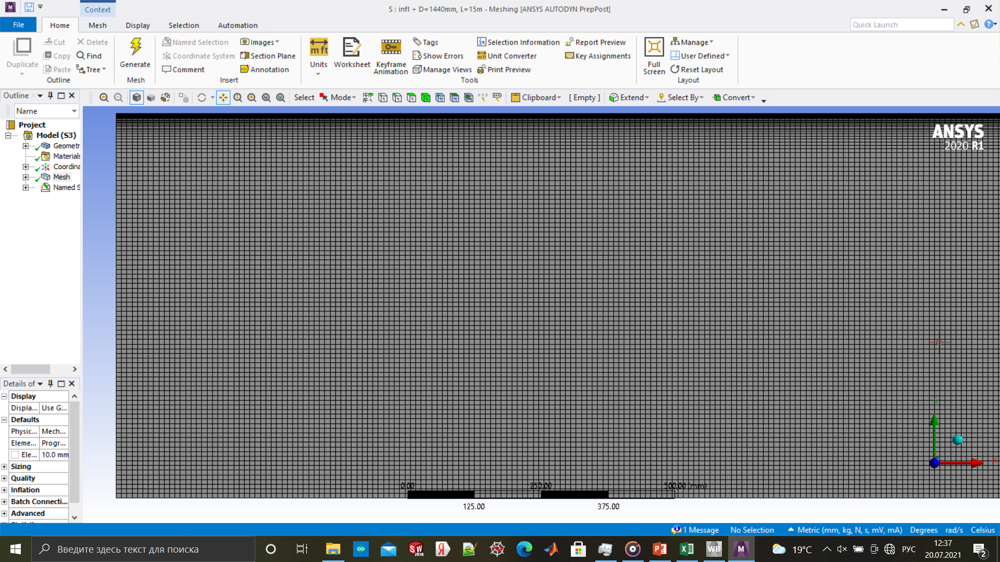 Context
S : infl + D=1440mm, L=15m - Meshing [ANSYS AUTODYN PrepPost]
File Home Mesh Display Selection Automation
Quick Launch
Duplicate
Cut
Copy
Paste
Delete
Find
Tree
Outline
Generate
Mesh
Named Selection
Coordinate System
Comment
Images
Section Plane
Annotation
Insert
m ft
Units
Worksheet
Keyframe
Animation
Tags
Show Errors
Manage Views
Selection Information
Unit Converter
Print Preview
Report Preview
Key Assignments
Tools
Full
Screen
Manage
User Defined
Reset Layout
Layout
Outline
Select Mode
Clipboard [ Empty ] Extend Select By Convert
Name
Project
Model (S3)
Geometr
Materials
Coordina
Mesh
Named S
ANSYS
2020 R1
Details of
Display
Displa... Use G...
Defaults
Physic... Mech...
Eleme... Progr...
Ele... 10.0 mm
Sizing
Quality
Inflation
Batch Connecti...
Advanced
0.00 250.00 500.00 (mm)
125.00 375.00
Y
X
1 Message No Selection Metric (mm, kg, N, s, mV, mA) Degrees rad/s Celsius
Введите здесь текст для поиска
SW
2018
Я
WB
M
19°C
РУС
12:37
20.07.2021
2